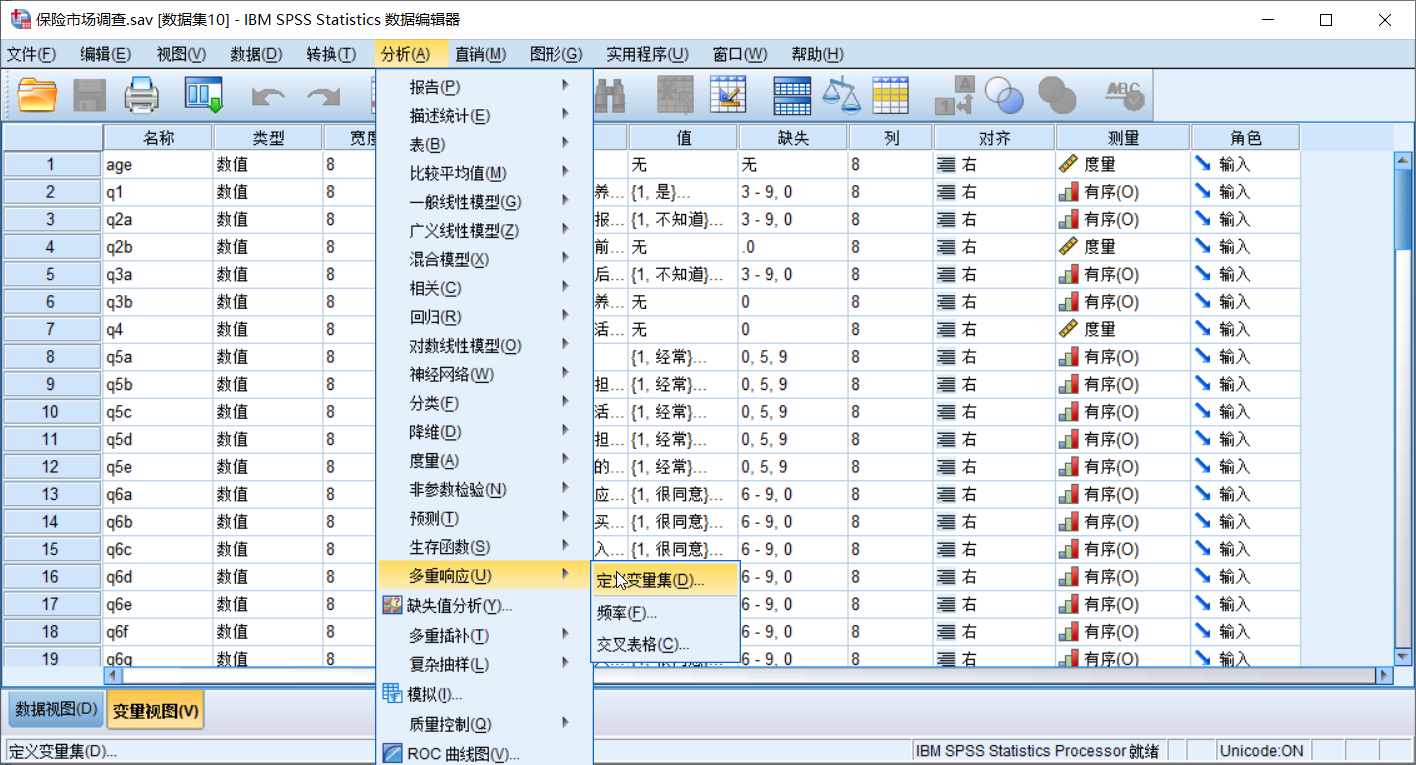 保险市场调查.sav [数据集10] - IBM SPSS Statistics 数据编辑器
文件(F) 编辑(E) 视图(V) 数据(D) 转换(T) 分析(A) 直销(M) 图形(G) 实用程序(U) 窗口(W) 帮助(H)
名称 类型 宽度 值 缺失 列 对齐 测量 角色
1 age 数值 8 无 无 8 右 度量 输入
2 q1 数值 8 养... {1, 是}... 3 - 9, 0 8 右 有序(O) 输入
3 q2a 数值 8 报... {1, 不知道}... 3 - 9, 0 8 右 有序(O) 输入
4 q2b 数值 8 前... 无 .0 8 右 度量 输入
5 q3a 数值 8 后... {1, 不知道}... 3 - 9, 0 8 右 有序(O) 输入
6 q3b 数值 8 养... 无 0 8 右 有序(O) 输入
7 q4 数值 8 活... 无 0 8 右 度量 输入
8 q5a 数值 8 {1, 经常}... 0, 5, 9 8 右 有序(O) 输入
9 q5b 数值 8 担... {1, 经常}... 0, 5, 9 8 右 有序(O) 输入
10 q5c 数值 8 活... {1, 经常}... 0, 5, 9 8 右 有序(O) 输入
11 q5d 数值 8 担... {1, 经常}... 0, 5, 9 8 右 有序(O) 输入
12 q5e 数值 8 的... {1, 经常}... 0, 5, 9 8 右 有序(O) 输入
13 q6a 数值 8 应... {1, 很同意}... 6 - 9, 0 8 右 有序(O) 输入
14 q6b 数值 8 买... {1, 很同意}... 6 - 9, 0 8 右 有序(O) 输入
15 q6c 数值 8 入... {1, 很同意}... 6 - 9, 0 8 右 有序(O) 输入
16 q6d 数值 8 6 - 9, 0 8 右 有序(O) 输入
17 q6e 数值 8 6 - 9, 0 8 右 有序(O) 输入
18 q6f 数值 8 6 - 9, 0 8 右 有序(O) 输入
19 q6g 数值 8 6 - 9, 0 8 右 有序(O) 输入
报告(P)
描述统计(E)
表(B)
比较平均值(M)
一般线性模型(G)
广义线性模型(Z)
混合模型(X)
相关(C)
回归(R)
对数线性模型(O)
神经网络(W)
分类(F)
降维(D)
度量(A)
非参数检验(N)
预测(T)
生存函数(S)
多重响应(U)
缺失值分析(Y)...
多重插补(T)
复杂抽样(L)
模拟(I)...
质量控制(Q)
ROC 曲线图(V)...
定义变量集(D)...
频率(F)...
交叉表格(C)...
数据视图(D) 变量视图(V)
定义变量集(D)... IBM SPSS Statistics Processor 就绪 Unicode:ON